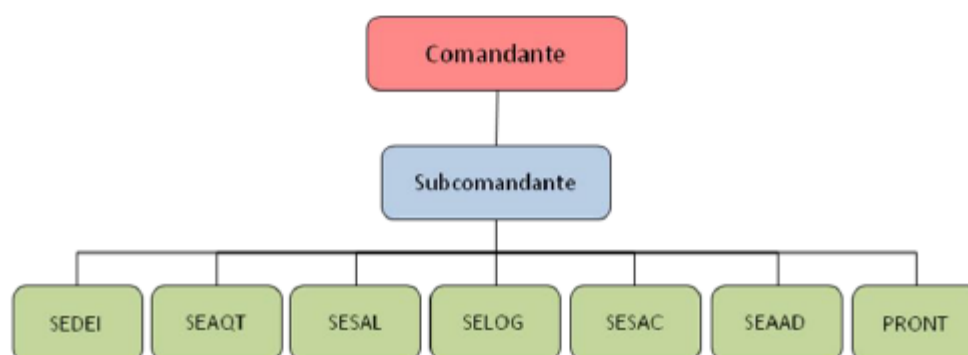 Comandante
Subcomandante
SEDEI SEAQT SESAL SELOG SESAC SEAAD PRONT